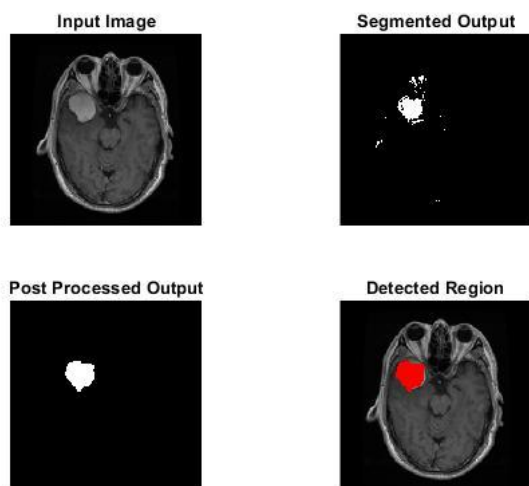 Input Image
Segmented Output
Post Processed Output
Detected Region